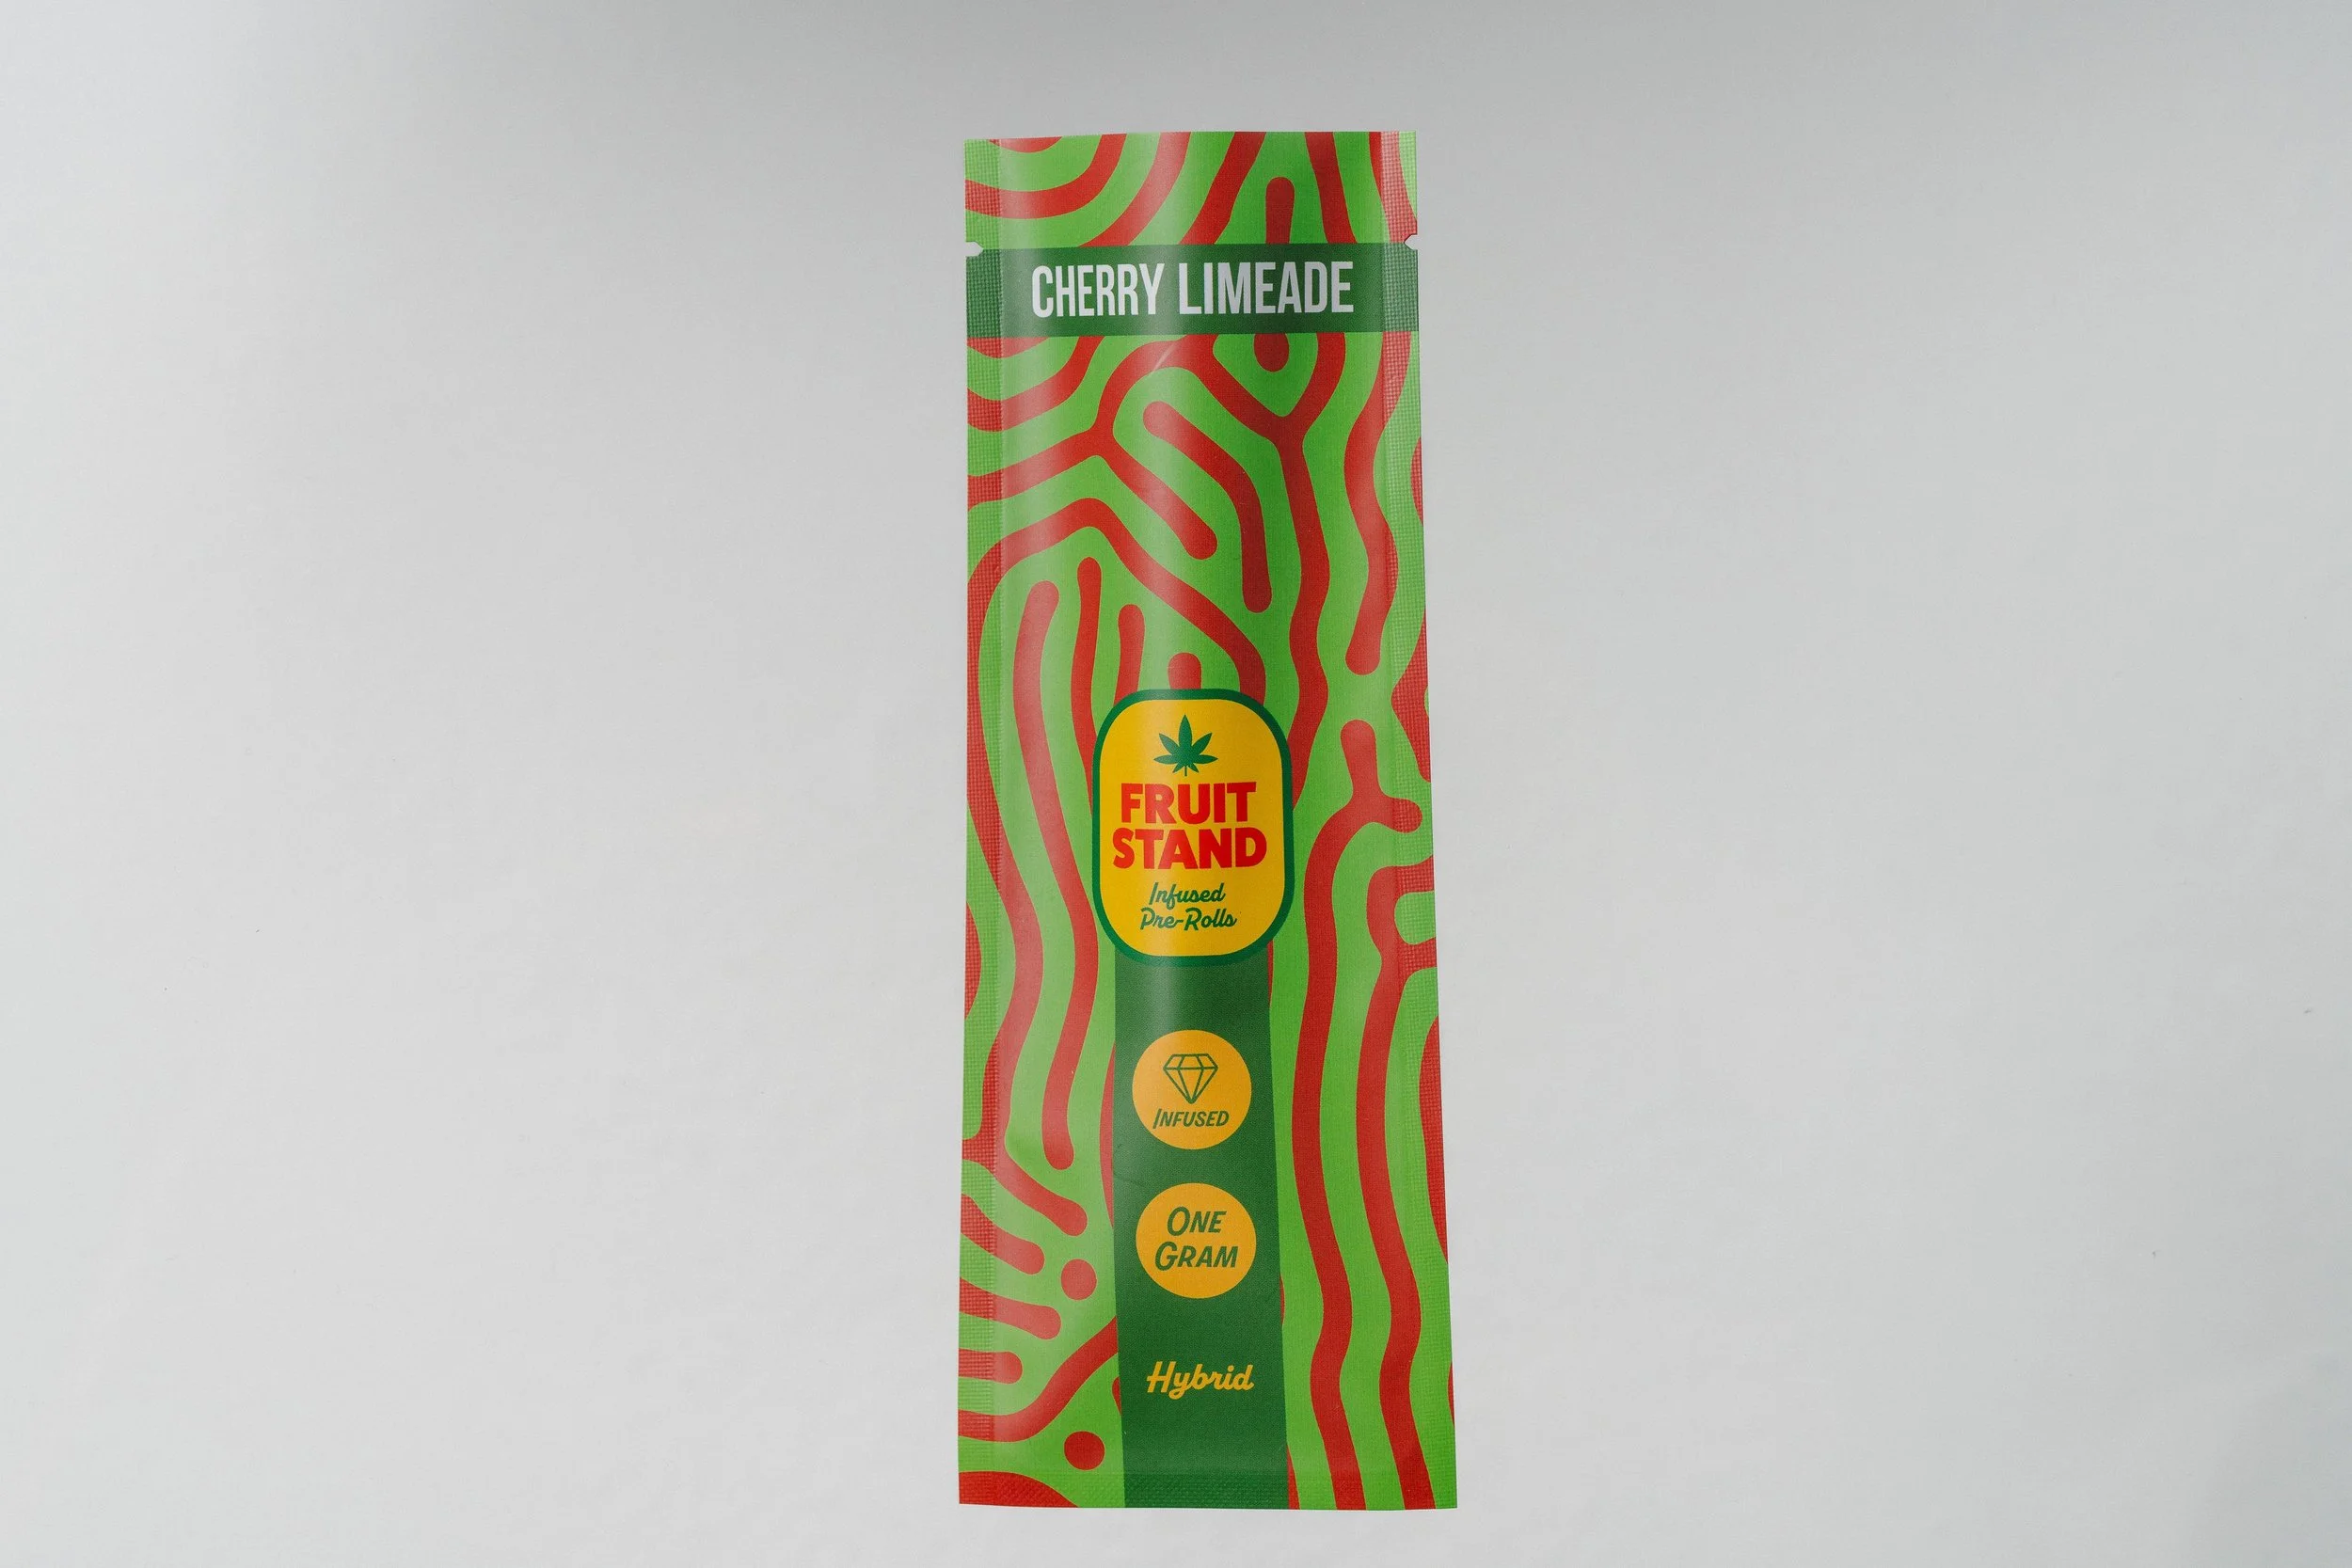 CHERRY LIMEADE
FRUIT
STAND
Infused
Pre-Rolls
INFUSED
ONE
GRAM
Hybrid